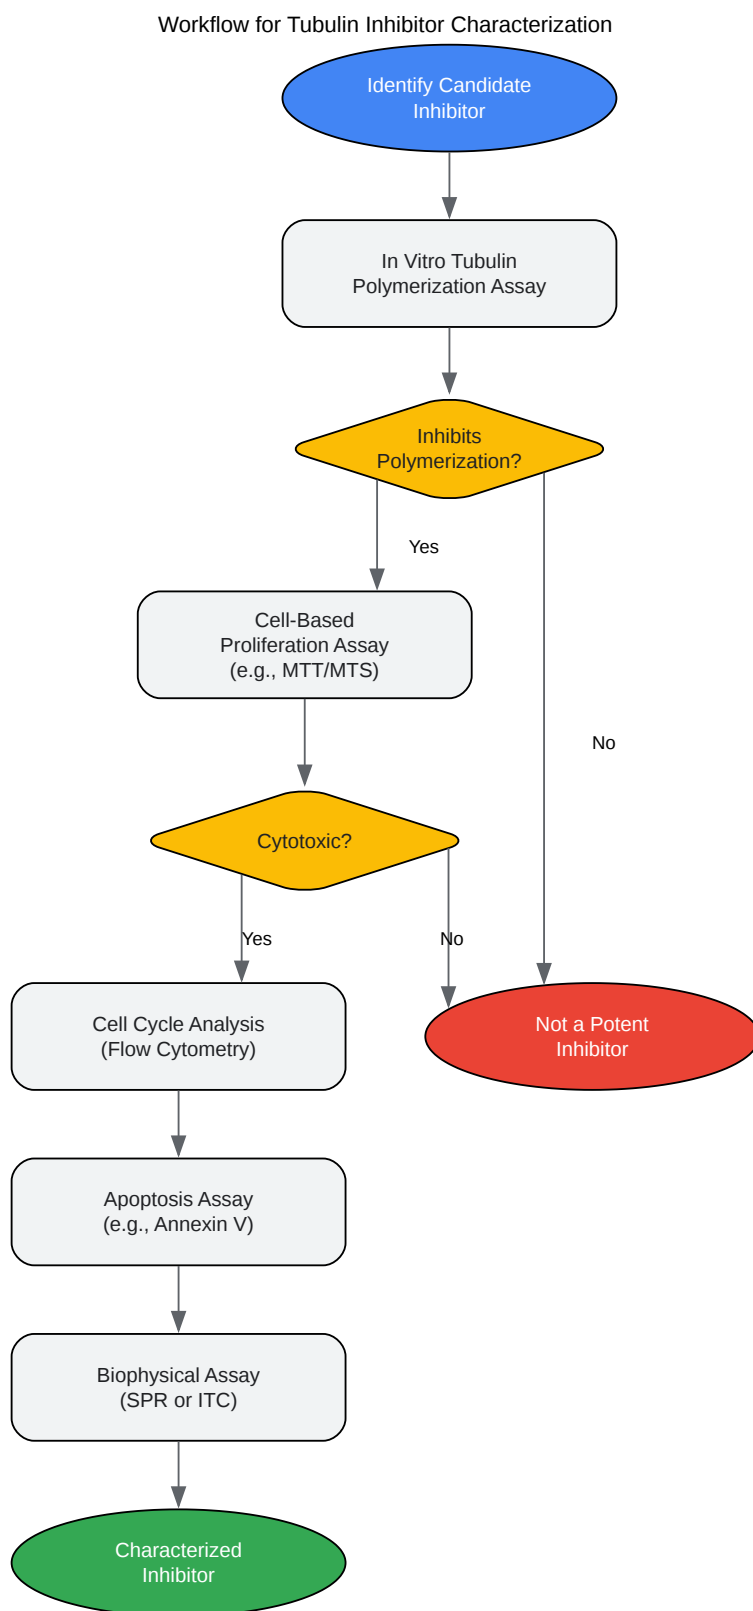 Workflow for Tubulin Inhibitor Characterization
Identify Candidate
Inhibitor
In Vitro Tubulin
Polymerization Assay
Inhibits
Polymerization?
Yes
Cell-Based
Proliferation Assay
(e.g., MTT/MTS)
No
Cytotoxic?
Yes
No
Cell Cycle Analysis
(Flow Cytometry)
Not a Potent
Inhibitor
Apoptosis Assay
(e.g., Annexin V)
Biophysical Assay
(SPR or ITC)
Characterized
Inhibitor